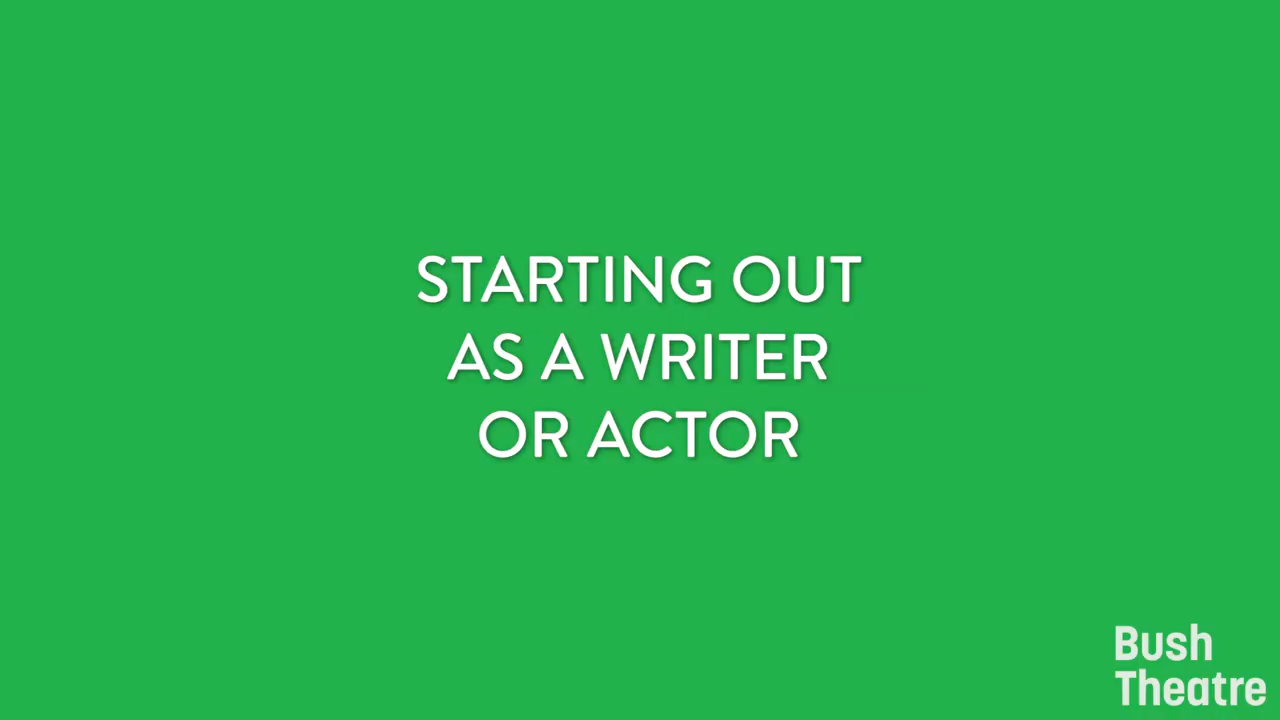 STARTING OUT
AS A WRITER
OR ACTOR
Bush
Theatre